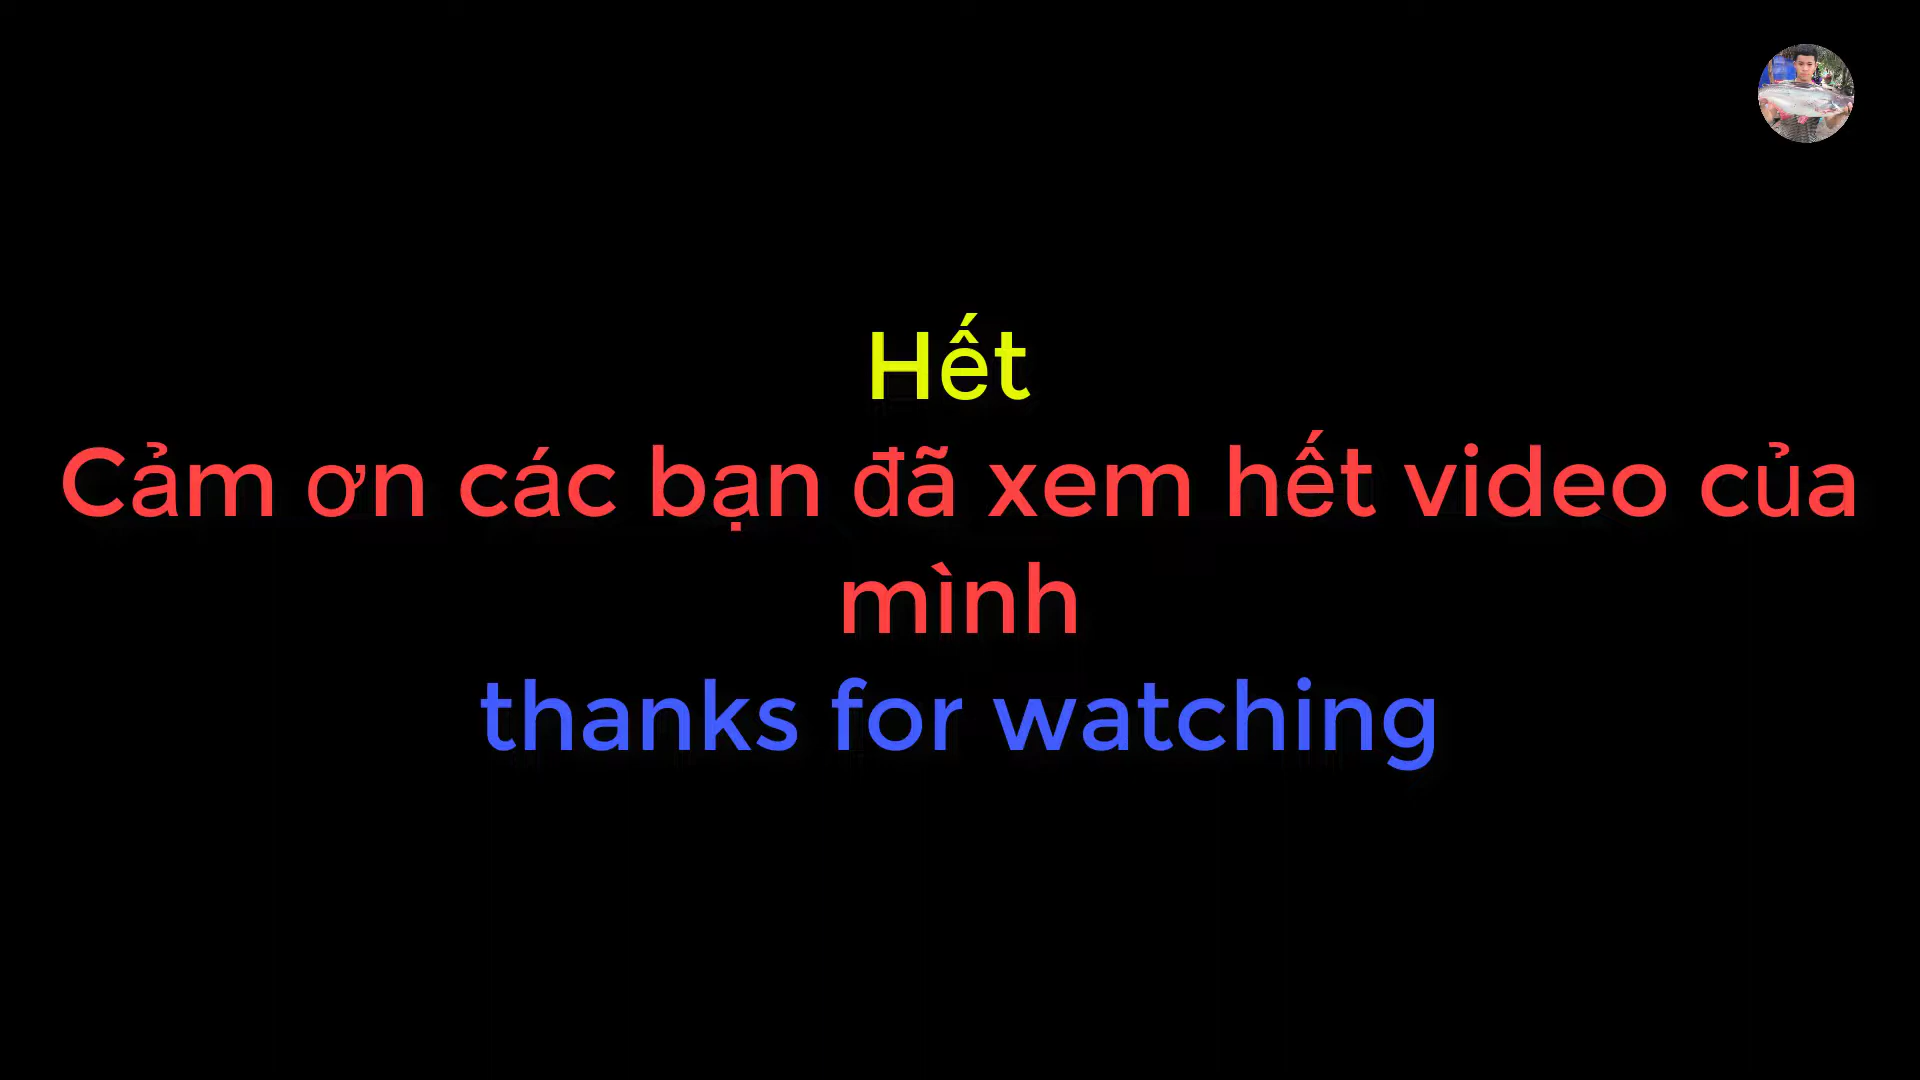 Hết
Cảm ơn các bạn đã xem hết video của
mình
thanks for watching